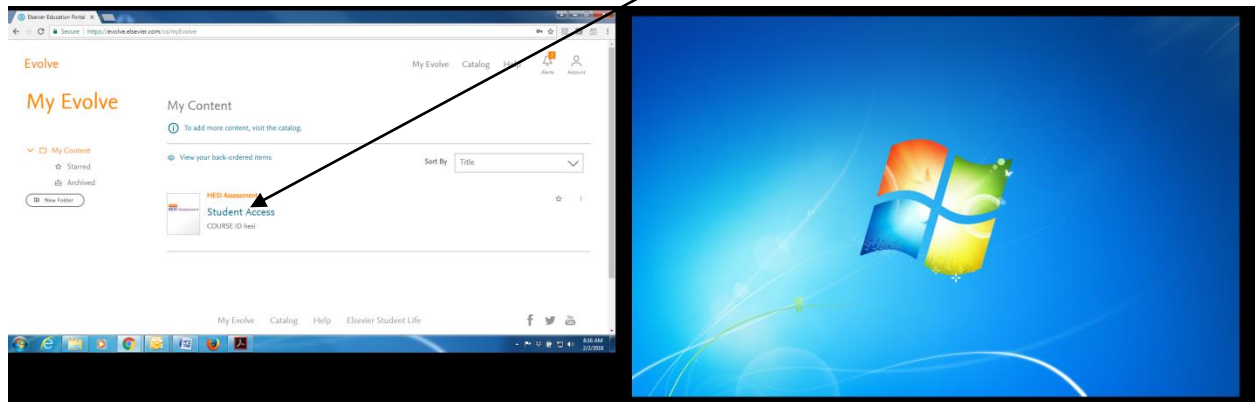 Elsevier Education Portal
Secure | https://evolve.elsevier.com/cs/myEvolve
Evolve
My Evolve Catalog Help
Alerts Account
My Evolve
My Content
To add more content, visit the catalog.
My Content
Starred
Archived
New Folder
View your back-ordered items
Sort By Title
HESI Assessment
Student Access
COURSE ID hesi
My Evolve Catalog Help Elsevier Student Life
8:16 AM
2/2/2018